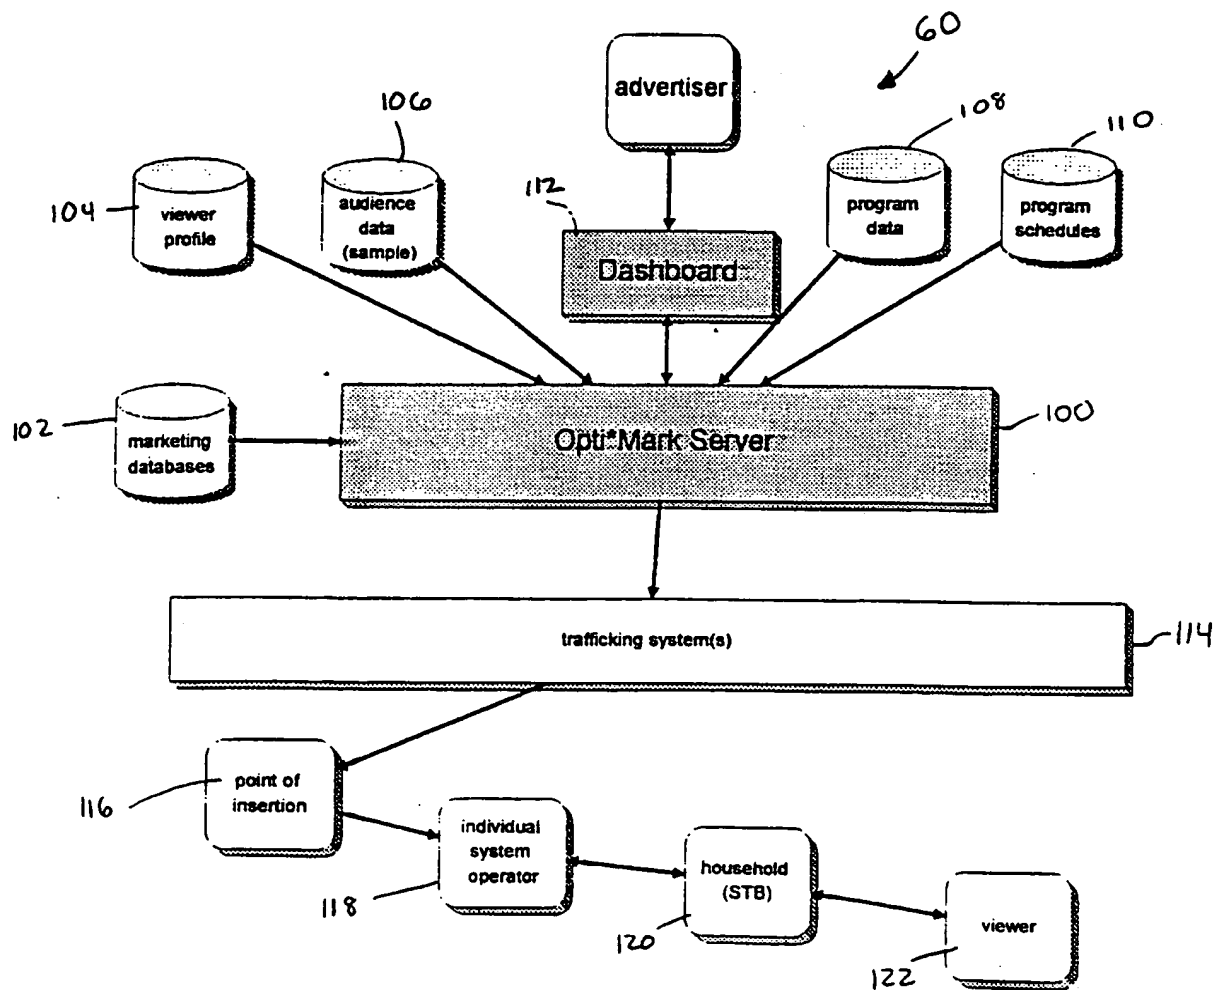 60
advertiser
106
108
110
104
viewer
profile
audience
data
(sample)
112
program
data
program
schedules
Dashboard
102
marketing
databases
Opti*Mark Server
100
trafficking system(s)
114
116
point of
insertion
individual
system
operator
118
household
(STB)
120
viewer
122